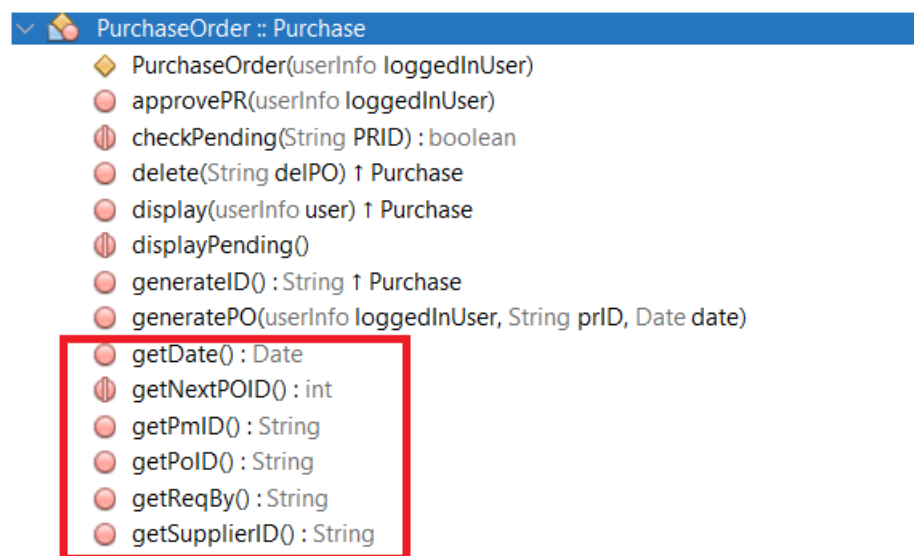 PurchaseOrder :: Purchase
PurchaseOrder(userInfo loggedInUser)
approvePR(userInfo loggedInUser)
checkPending(String PRID) : boolean
delete(String delPO) ↑ Purchase
display(userInfo user) ↑ Purchase
displayPending()
generateID() : String ↑ Purchase
generatePO(userInfo loggedInUser, String prID, Date date)
getDate() : Date
getNextPOID() : int
getPmID() : String
getPoID() : String
getReqBy() : String
getSupplierID() : String